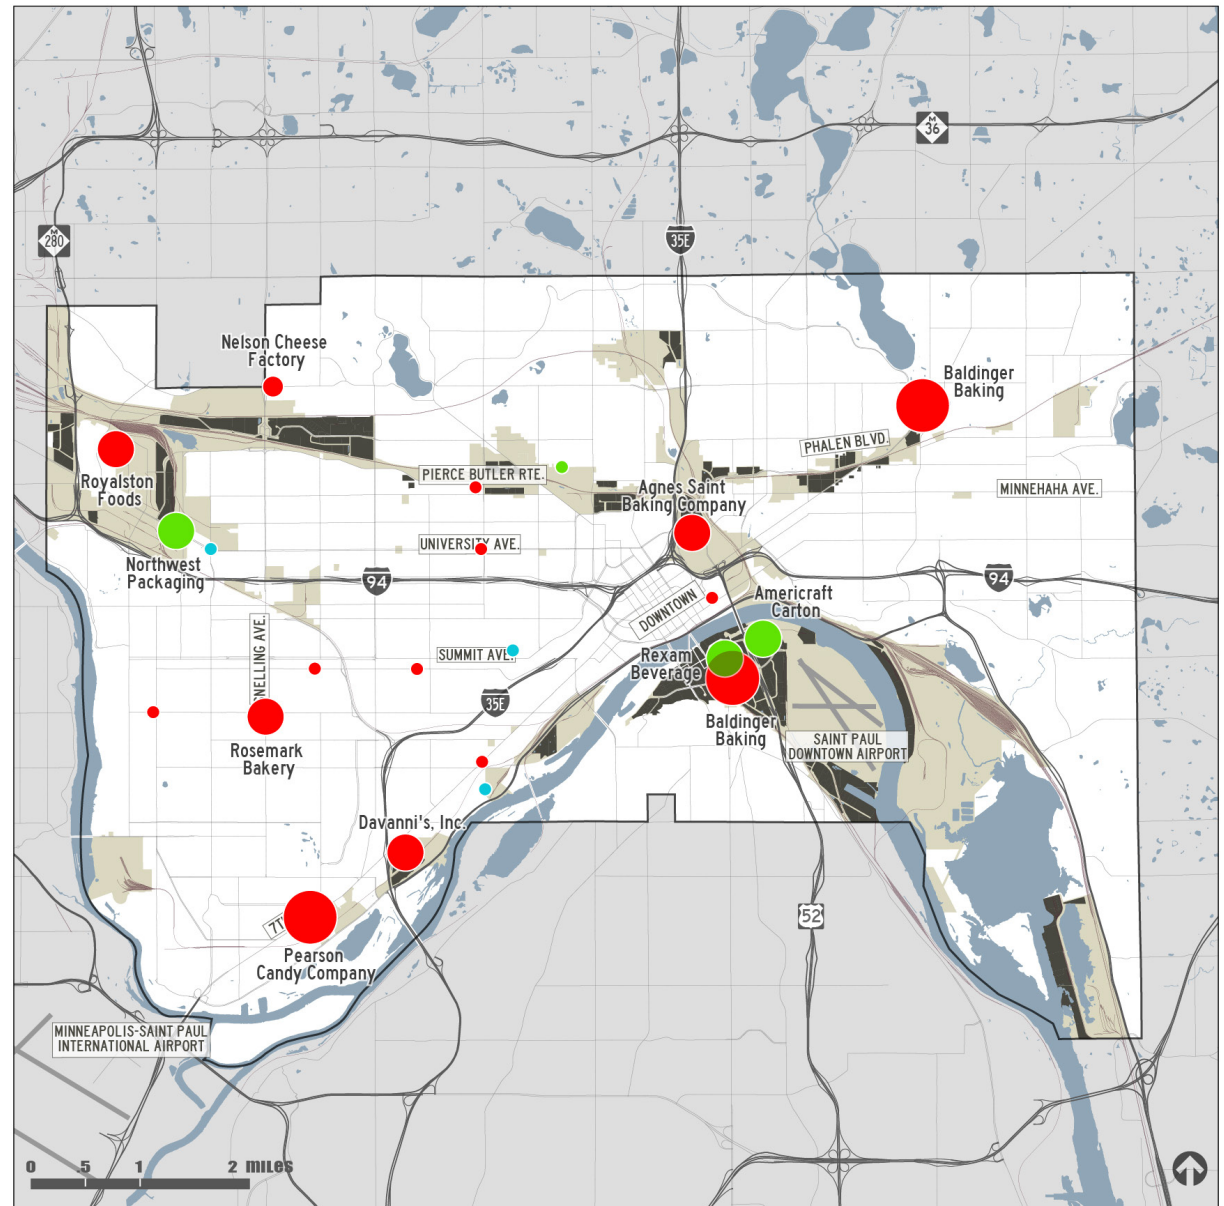 M
36
M
280
35E
Nelson Cheese
Factory
Baldinger
Baking
PHALEN BLVD.
Royalston
Foods
PIERCE BUTLER RTE.
Agnes Saint
Baking Company
MINNEHAHA AVE.
UNIVERSITY AVE.
Northwest
Packaging
94
94
DOWNTOWN
Americraft
Carton
SNELLING AVE.
SUMMIT AVE.
Rexam
Beverage
35E
Baldinger
Baking
SAINT PAUL
DOWNTOWN AIRPORT
Rosemark
Bakery
Davanni's, Inc.
52
Pearson
Candy Company
MINNEAPOLIS-SAINT PAUL
INTERNATIONAL AIRPORT
0 .5 1 2 MILES